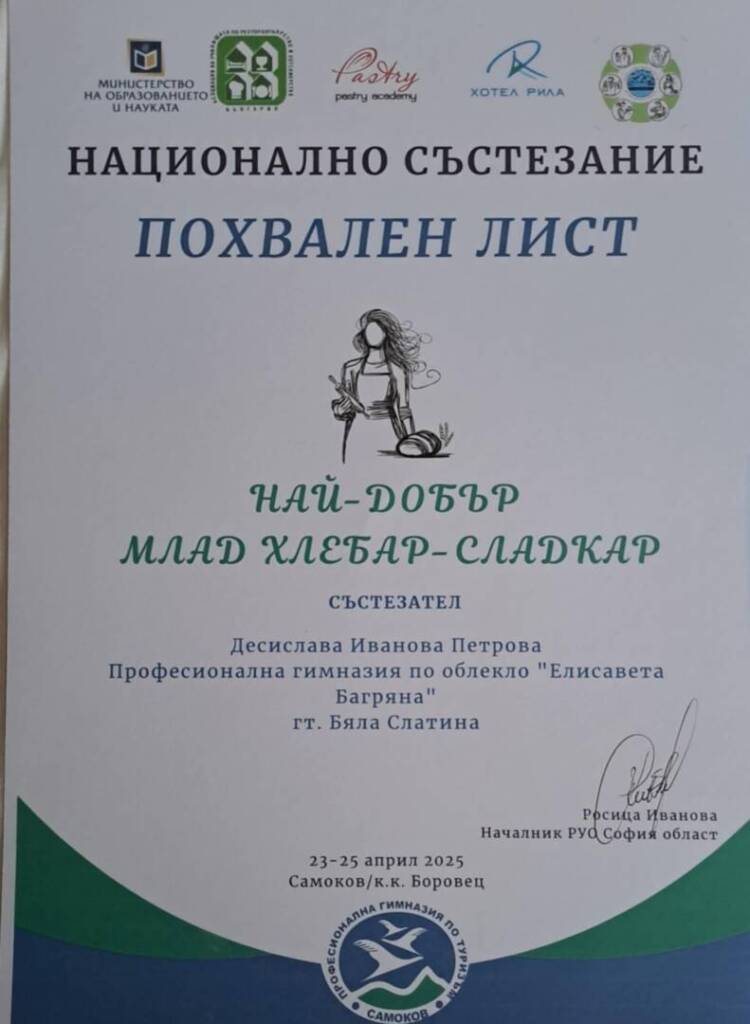 МИНИСТЕРСТВО
НА ОБРАЗОВАНИЕТО
И НАУКАТА
БЪЛГАРИЯ
Pastry
pastry academy
ХОТЕЛ РИЛА
НАЦИОНАЛНО СЪСТЕЗАНИЕ
ПОХВАЛЕН ЛИСТ
НАЙ-ДОБЪР
МЛАД ХЛЕБАР-СЛАДКАР
СЪСТЕЗАТЕЛ
Десислава Иванова Петрова
Професионална гимназия по облекло "Елисавета
Багряна"
гт. Бяла Слатина
Росица Иванова
Началник РУО София област
23-25 април 2025
Самоков/к.к. Боровец
ПРОФЕСИОНАЛНА ГИМНАЗИЯ ПО ТУРИЗЪМ
САМОКОВ